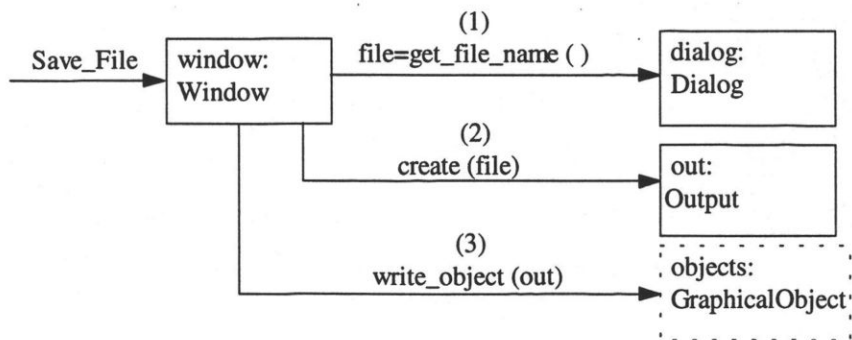 (1)
Save_File
window:
Window
file=get_file_name ( )
dialog:
Dialog
(2)
create (file)
out:
Output
(3)
write_object (out)
objects:
GraphicalObject